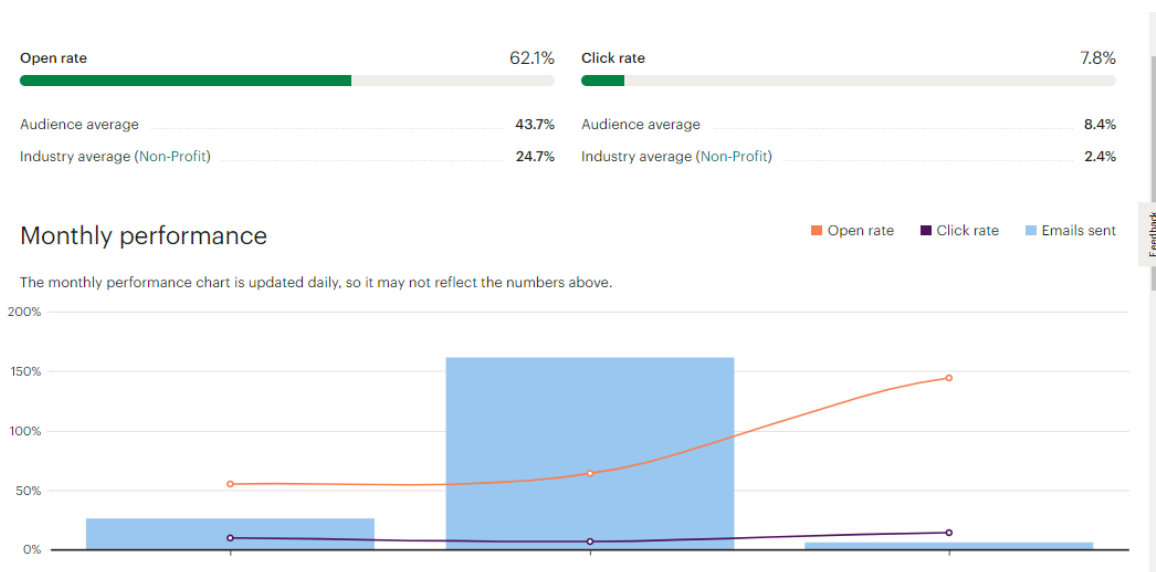 Open rate 62.1%
Audience average 43.7%
Industry average (Non-Profit) 24.7%
Click rate 7.8%
Audience average 8.4%
Industry average (Non-Profit) 2.4%
Feedback
Monthly performance
Open rate Click rate Emails sent
The monthly performance chart is updated daily, so it may not reflect the numbers above.
200%
150%
100%
50%
0%